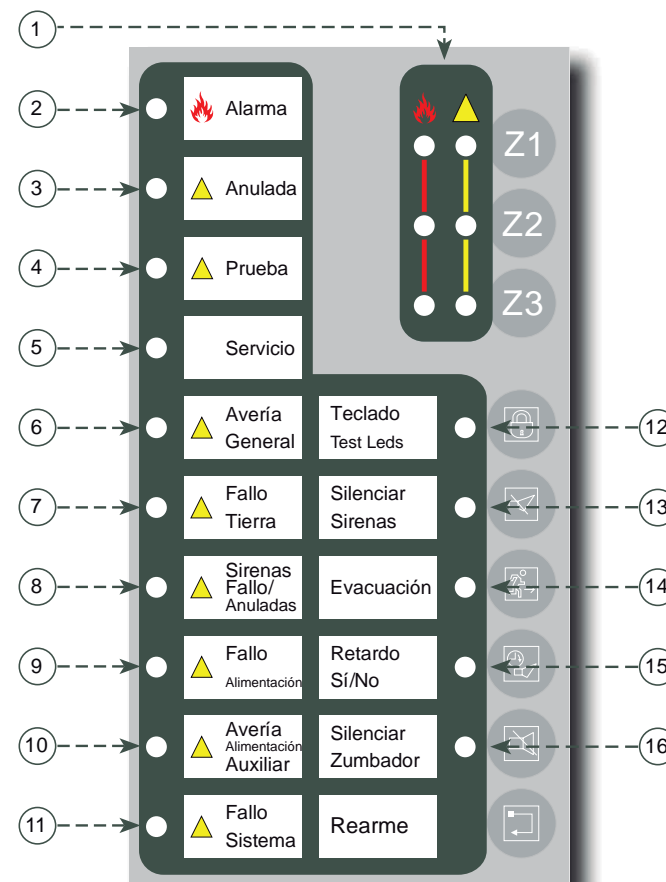 1
2
Alarma
Z1
3
Anulada
Z2
4
Prueba
Z3
5
Servicio
6
Avería
General
Teclado
Test Leds
12
7
Fallo
Tierra
Silenciar
Sirenas
13
8
Sirenas
Fallo/
Anuladas
Evacuación
14
9
Fallo
Alimentación
Retardo
Sí/No
15
10
Avería
Alimentación
Auxiliar
Silenciar
Zumbador
16
11
Fallo
Sistema
Rearme